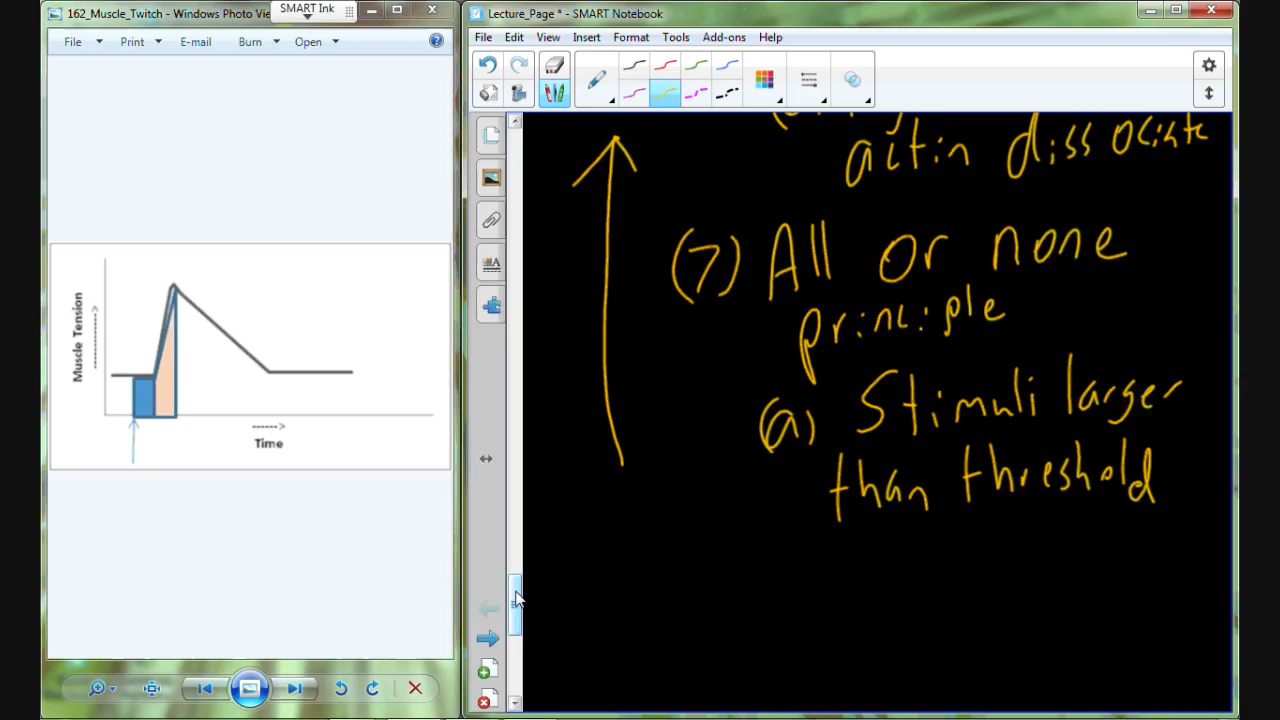 162_Muscle_Twitch - Windows Photo Vie
SMART Ink
File Print E-mail Burn Open
Muscle Tension
---->
Time
Lecture_Page * - SMART Notebook
File Edit View Insert Format Tools Add-ons Help
actin dissociate
(7) All or none
principle
(a) Stimuli larger
than threshold